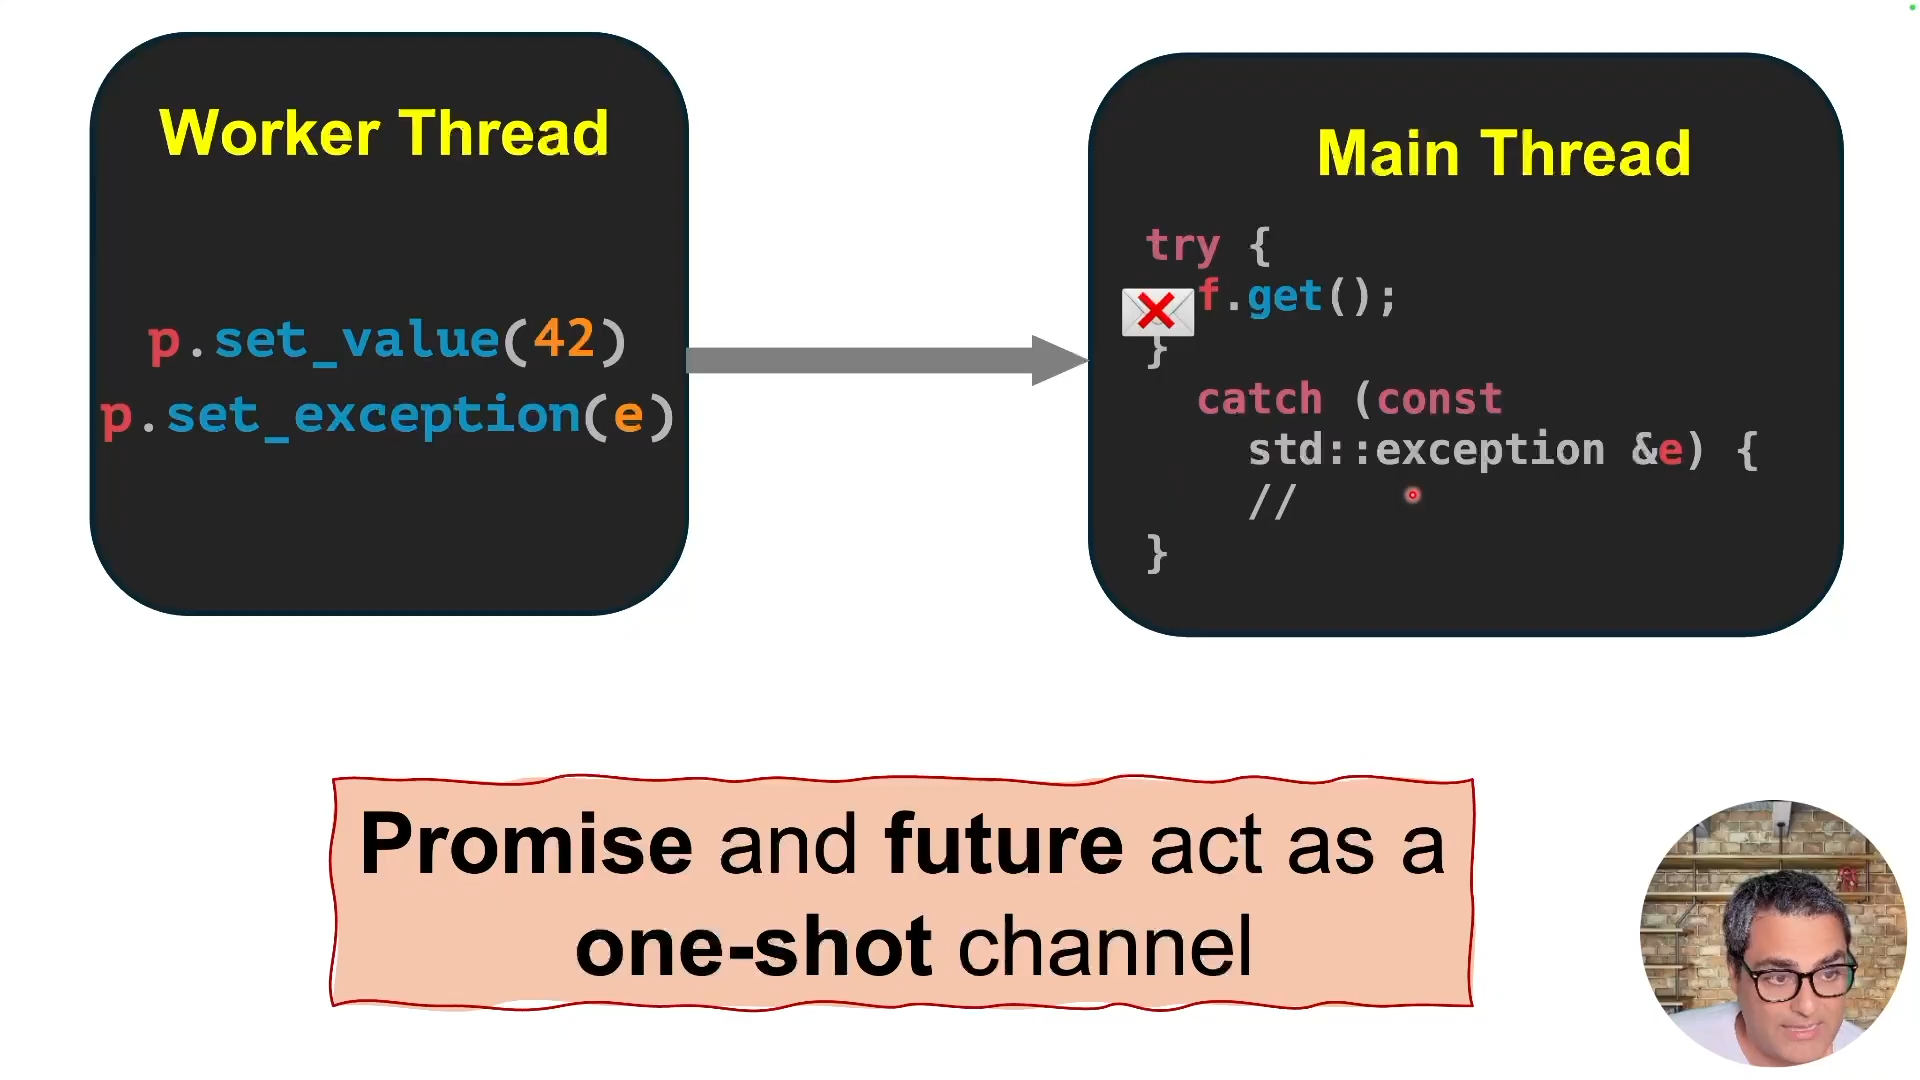 Worker Thread
p.set_value(42)
p.set_exception(e)
Main Thread
try {
f.get();
}
catch (const
std::exception &e) {
//
}
Promise and future act as a
one-shot channel